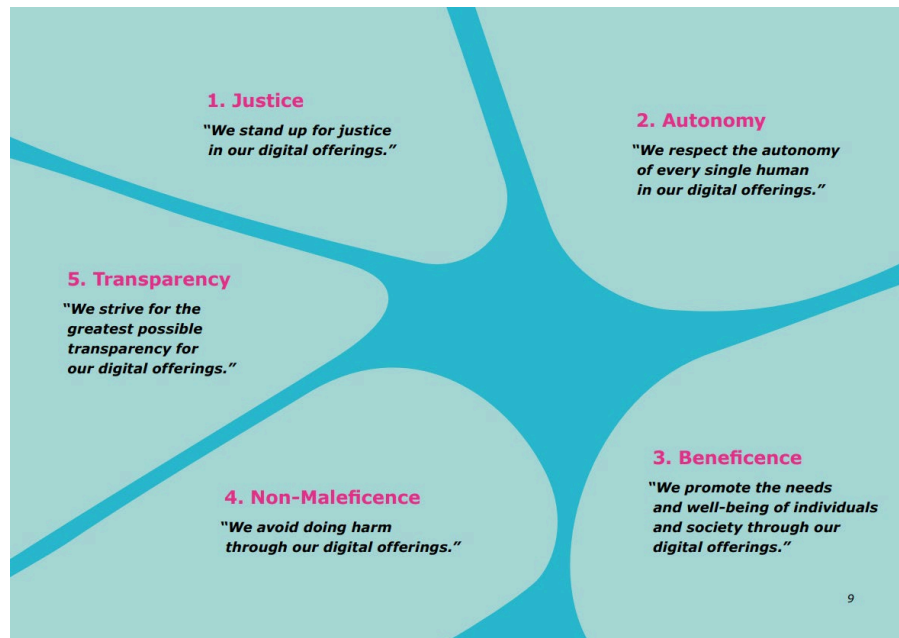 1. Justice
“We stand up for justice
in our digital offerings.”
2. Autonomy
“We respect the autonomy
of every single human
in our digital offerings.”
3. Beneficence
“We promote the needs
and well-being of individuals
and society through our
digital offerings.”
4. Non-Maleficence
“We avoid doing harm
through our digital offerings.”
5. Transparency
“We strive for the
greatest possible
transparency for
our digital offerings.”
9